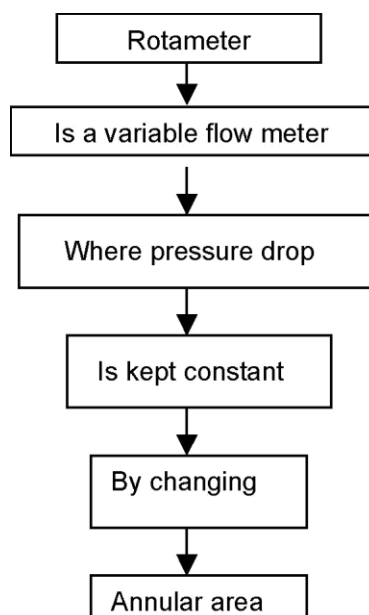 Rotameter
Is a variable flow meter
Where pressure drop
Is kept constant
By changing
Annular area